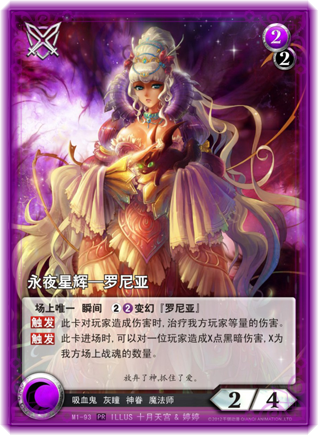 2
2
永夜星辉—罗尼亚
场上唯一 瞬间 2 2 变幻『罗尼亚』
触发 此卡对玩家造成伤害时,治疗我方玩家等量的伤害。
触发 此卡进场时,可以对一位玩家造成X点黑暗伤害,X为
我方场上战魂的数量。
放弃了神,抓住了爱。
吸血鬼 灰瞳 神眷 魔法师
M1-03 PR ILLUS 十月天宫 & 婷婷
2/4